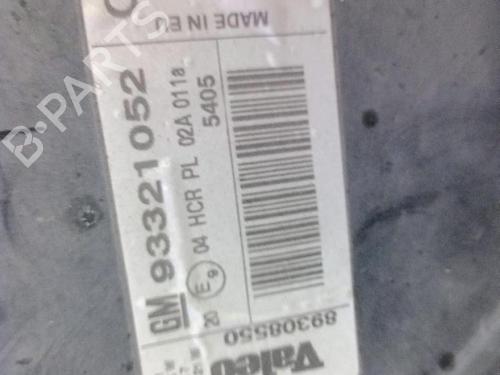 Valeo
89308550
GM 93321052
20 E9 04 HCR PL 02A 011a
5405
MADE IN EU
B-PARTS